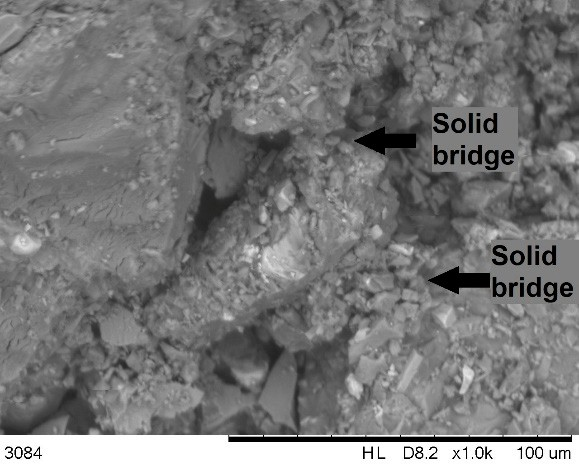 Solid
bridge
Solid
bridge
3084 HL D8.2 x1.0k 100 um